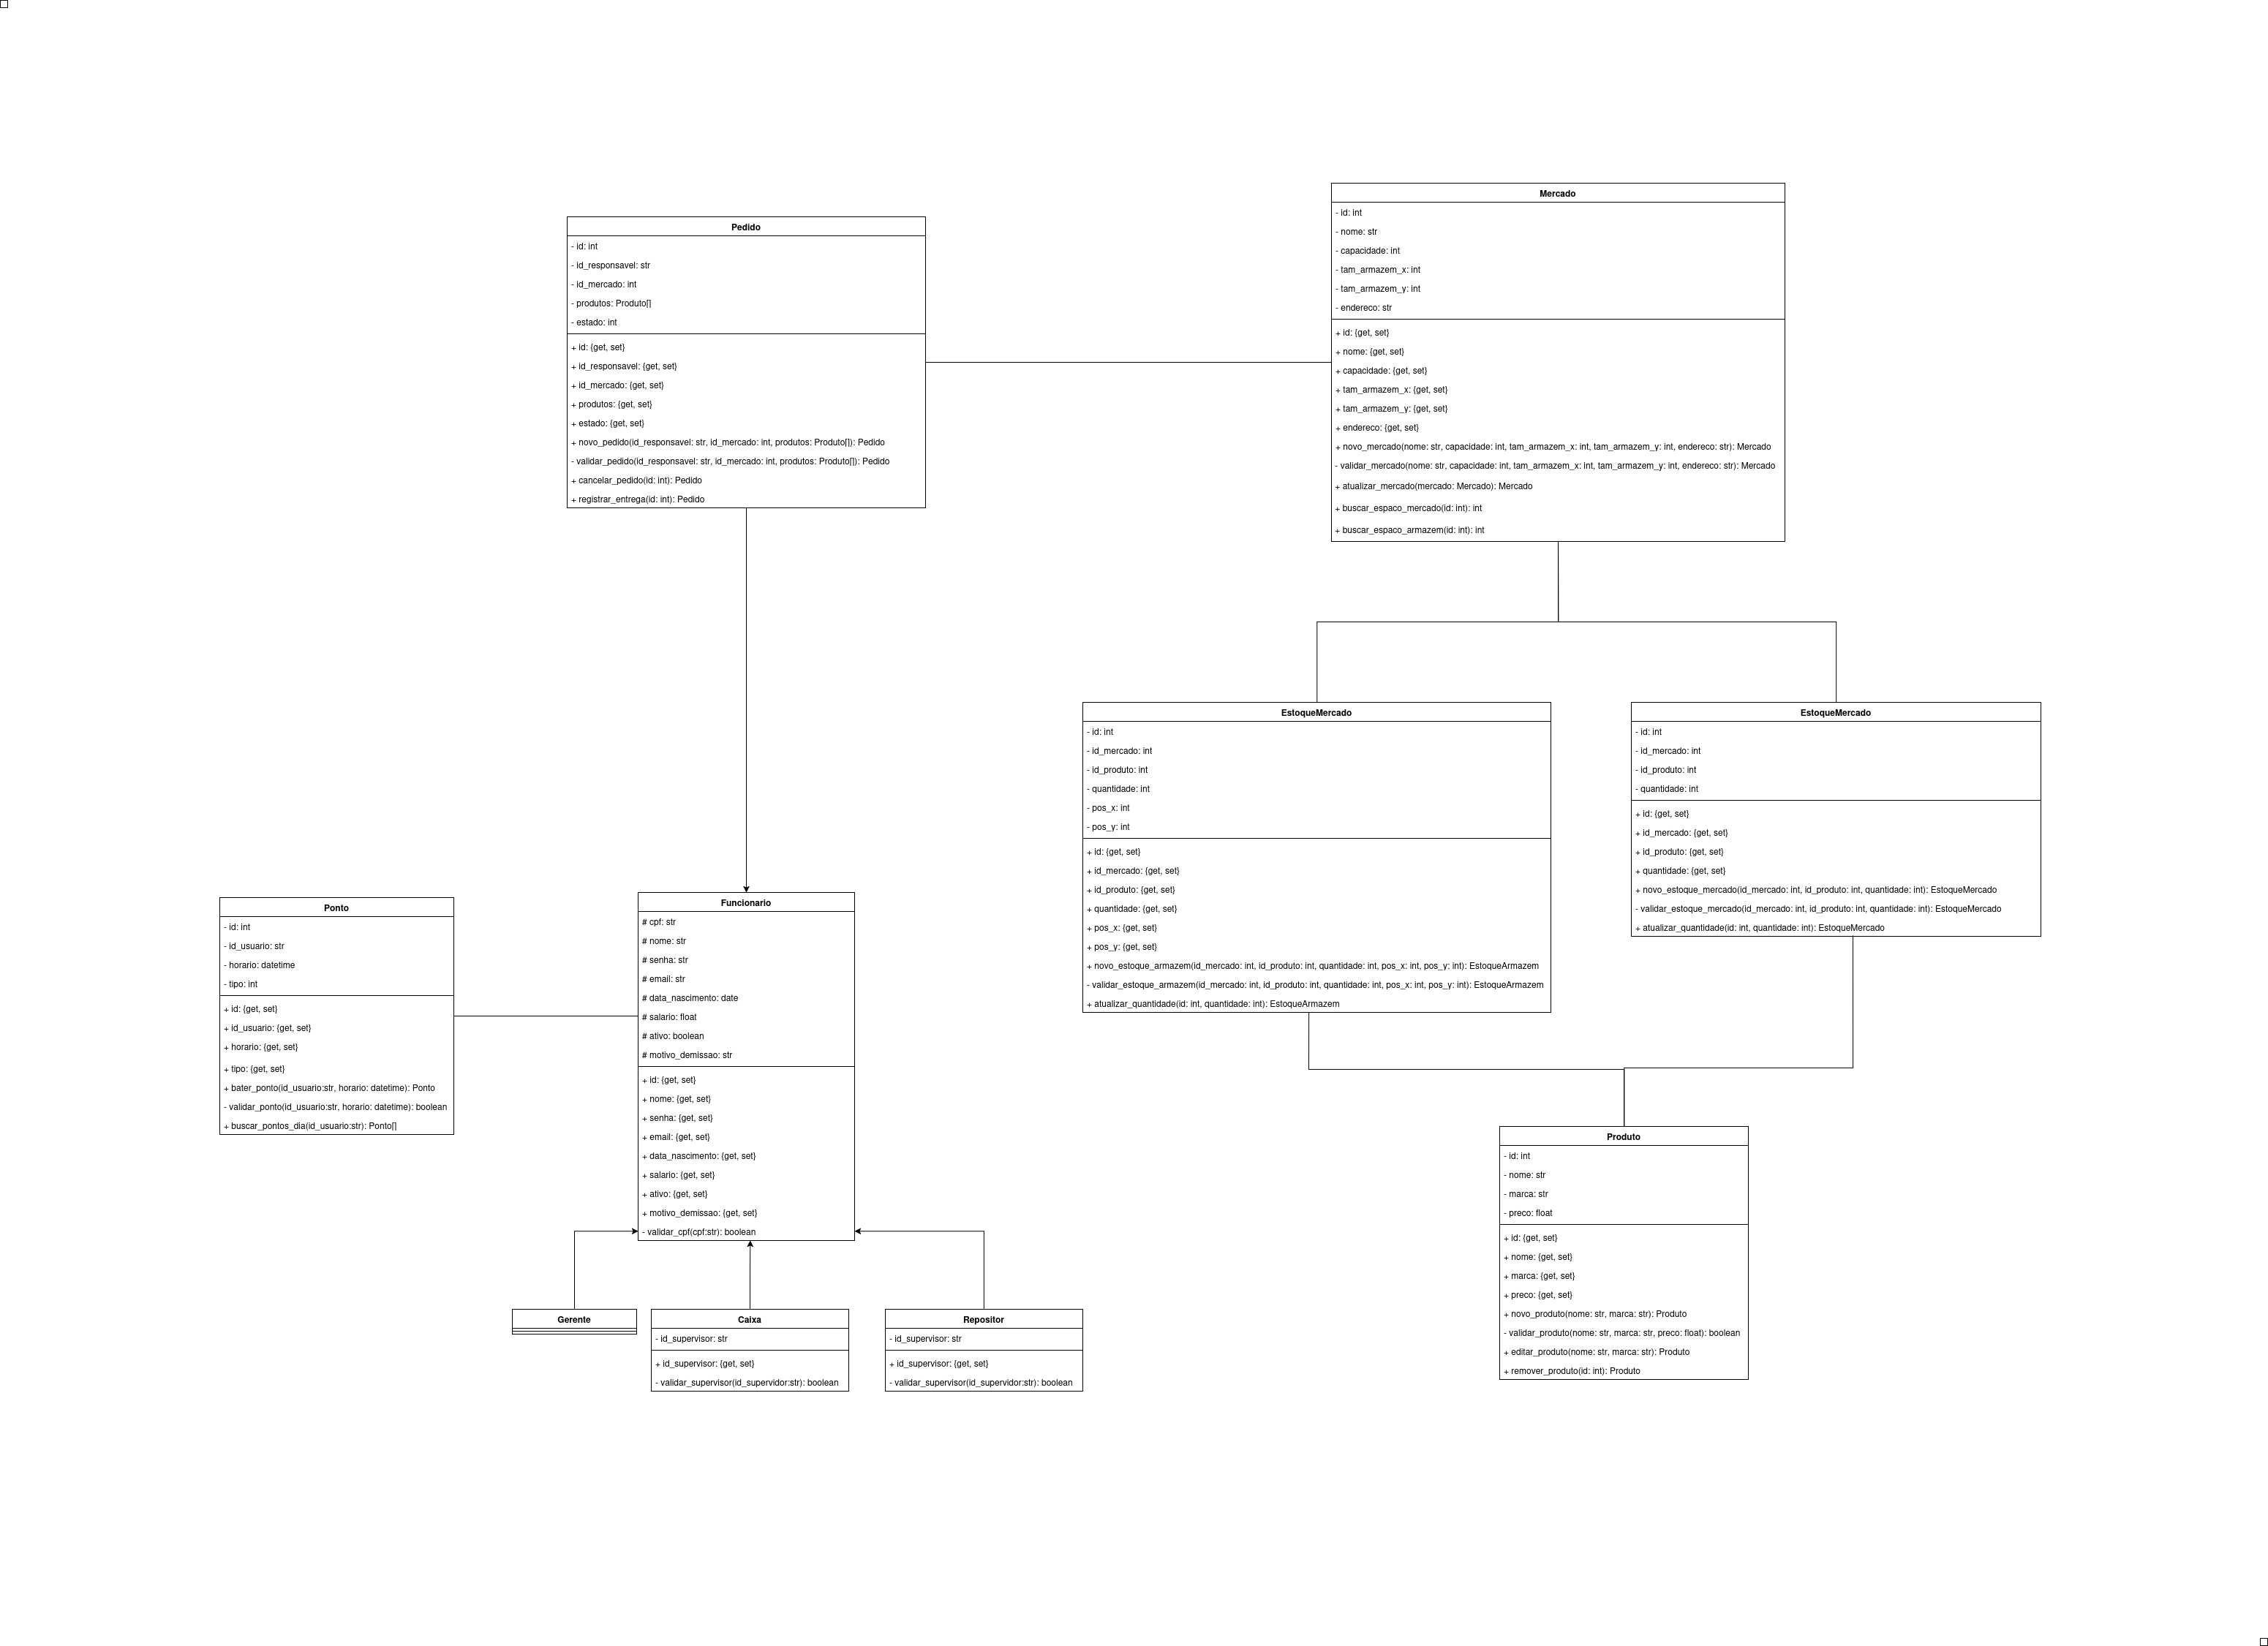 Pedido
- id: int
- id_responsavel: str
- id_mercado: int
- produtos: Produto[]
- estado: int
+ id: {get, set}
+ id_responsavel: {get, set}
+ id_mercado: {get, set}
+ produtos: {get, set}
+ estado: {get, set}
+ novo_pedido(id_responsavel: str, id_mercado: int, produtos: Produto[]): Pedido
- validar_pedido(id_responsavel: str, id_mercado: int, produtos: Produto[]): Pedido
+ cancelar_pedido(id: int): Pedido
+ registrar_entrega(id: int): Pedido
Mercado
- id: int
- nome: str
- capacidade: int
- tam_armazem_x: int
- tam_armazem_y: int
- endereco: str
+ id: {get, set}
+ nome: {get, set}
+ capacidade: {get, set}
+ tam_armazem_x: {get, set}
+ tam_armazem_y: {get, set}
+ endereco: {get, set}
+ novo_mercado(nome: str, capacidade: int, tam_armazem_x: int, tam_armazem_y: int, endereco: str): Mercado
- validar_mercado(nome: str, capacidade: int, tam_armazem_x: int, tam_armazem_y: int, endereco: str): Mercado
+ atualizar_mercado(mercado: Mercado): Mercado
+ buscar_espaco_mercado(id: int): int
+ buscar_espaco_armazem(id: int): int
EstoqueMercado
- id: int
- id_mercado: int
- id_produto: int
- quantidade: int
- pos_x: int
- pos_y: int
+ id: {get, set}
+ id_mercado: {get, set}
+ id_produto: {get, set}
+ quantidade: {get, set}
+ pos_x: {get, set}
+ pos_y: {get, set}
+ novo_estoque_armazem(id_mercado: int, id_produto: int, quantidade: int, pos_x: int, pos_y: int): EstoqueArmazem
- validar_estoque_armazem(id_mercado: int, id_produto: int, quantidade: int, pos_x: int, pos_y: int): EstoqueArmazem
+ atualizar_quantidade(id: int, quantidade: int): EstoqueArmazem
EstoqueMercado
- id: int
- id_mercado: int
- id_produto: int
- quantidade: int
+ id: {get, set}
+ id_mercado: {get, set}
+ id_produto: {get, set}
+ quantidade: {get, set}
+ novo_estoque_mercado(id_mercado: int, id_produto: int, quantidade: int): EstoqueMercado
- validar_estoque_mercado(id_mercado: int, id_produto: int, quantidade: int): EstoqueMercado
+ atualizar_quantidade(id: int, quantidade: int): EstoqueMercado
Ponto
- id: int
- id_usuario: str
- horario: datetime
- tipo: int
+ id: {get, set}
+ id_usuario: {get, set}
+ horario: {get, set}
+ tipo: {get, set}
+ bater_ponto(id_usuario:str, horario: datetime): Ponto
- validar_ponto(id_usuario:str, horario: datetime): boolean
+ buscar_pontos_dia(id_usuario:str): Ponto[]
Funcionario
# cpf: str
# nome: str
# senha: str
# email: str
# data_nascimento: date
# salario: float
# ativo: boolean
# motivo_demissao: str
+ id: {get, set}
+ nome: {get, set}
+ senha: {get, set}
+ email: {get, set}
+ data_nascimento: {get, set}
+ salario: {get, set}
+ ativo: {get, set}
+ motivo_demissao: {get, set}
- validar_cpf(cpf:str): boolean
Gerente
Caixa
- id_supervisor: str
+ id_supervisor: {get, set}
- validar_supervisor(id_supervidor:str): boolean
Repositor
- id_supervisor: str
+ id_supervisor: {get, set}
- validar_supervisor(id_supervidor:str): boolean
Produto
- id: int
- nome: str
- marca: str
- preco: float
+ id: {get, set}
+ nome: {get, set}
+ marca: {get, set}
+ preco: {get, set}
+ novo_produto(nome: str, marca: str): Produto
- validar_produto(nome: str, marca: str, preco: float): boolean
+ editar_produto(nome: str, marca: str): Produto
+ remover_produto(id: int): Produto